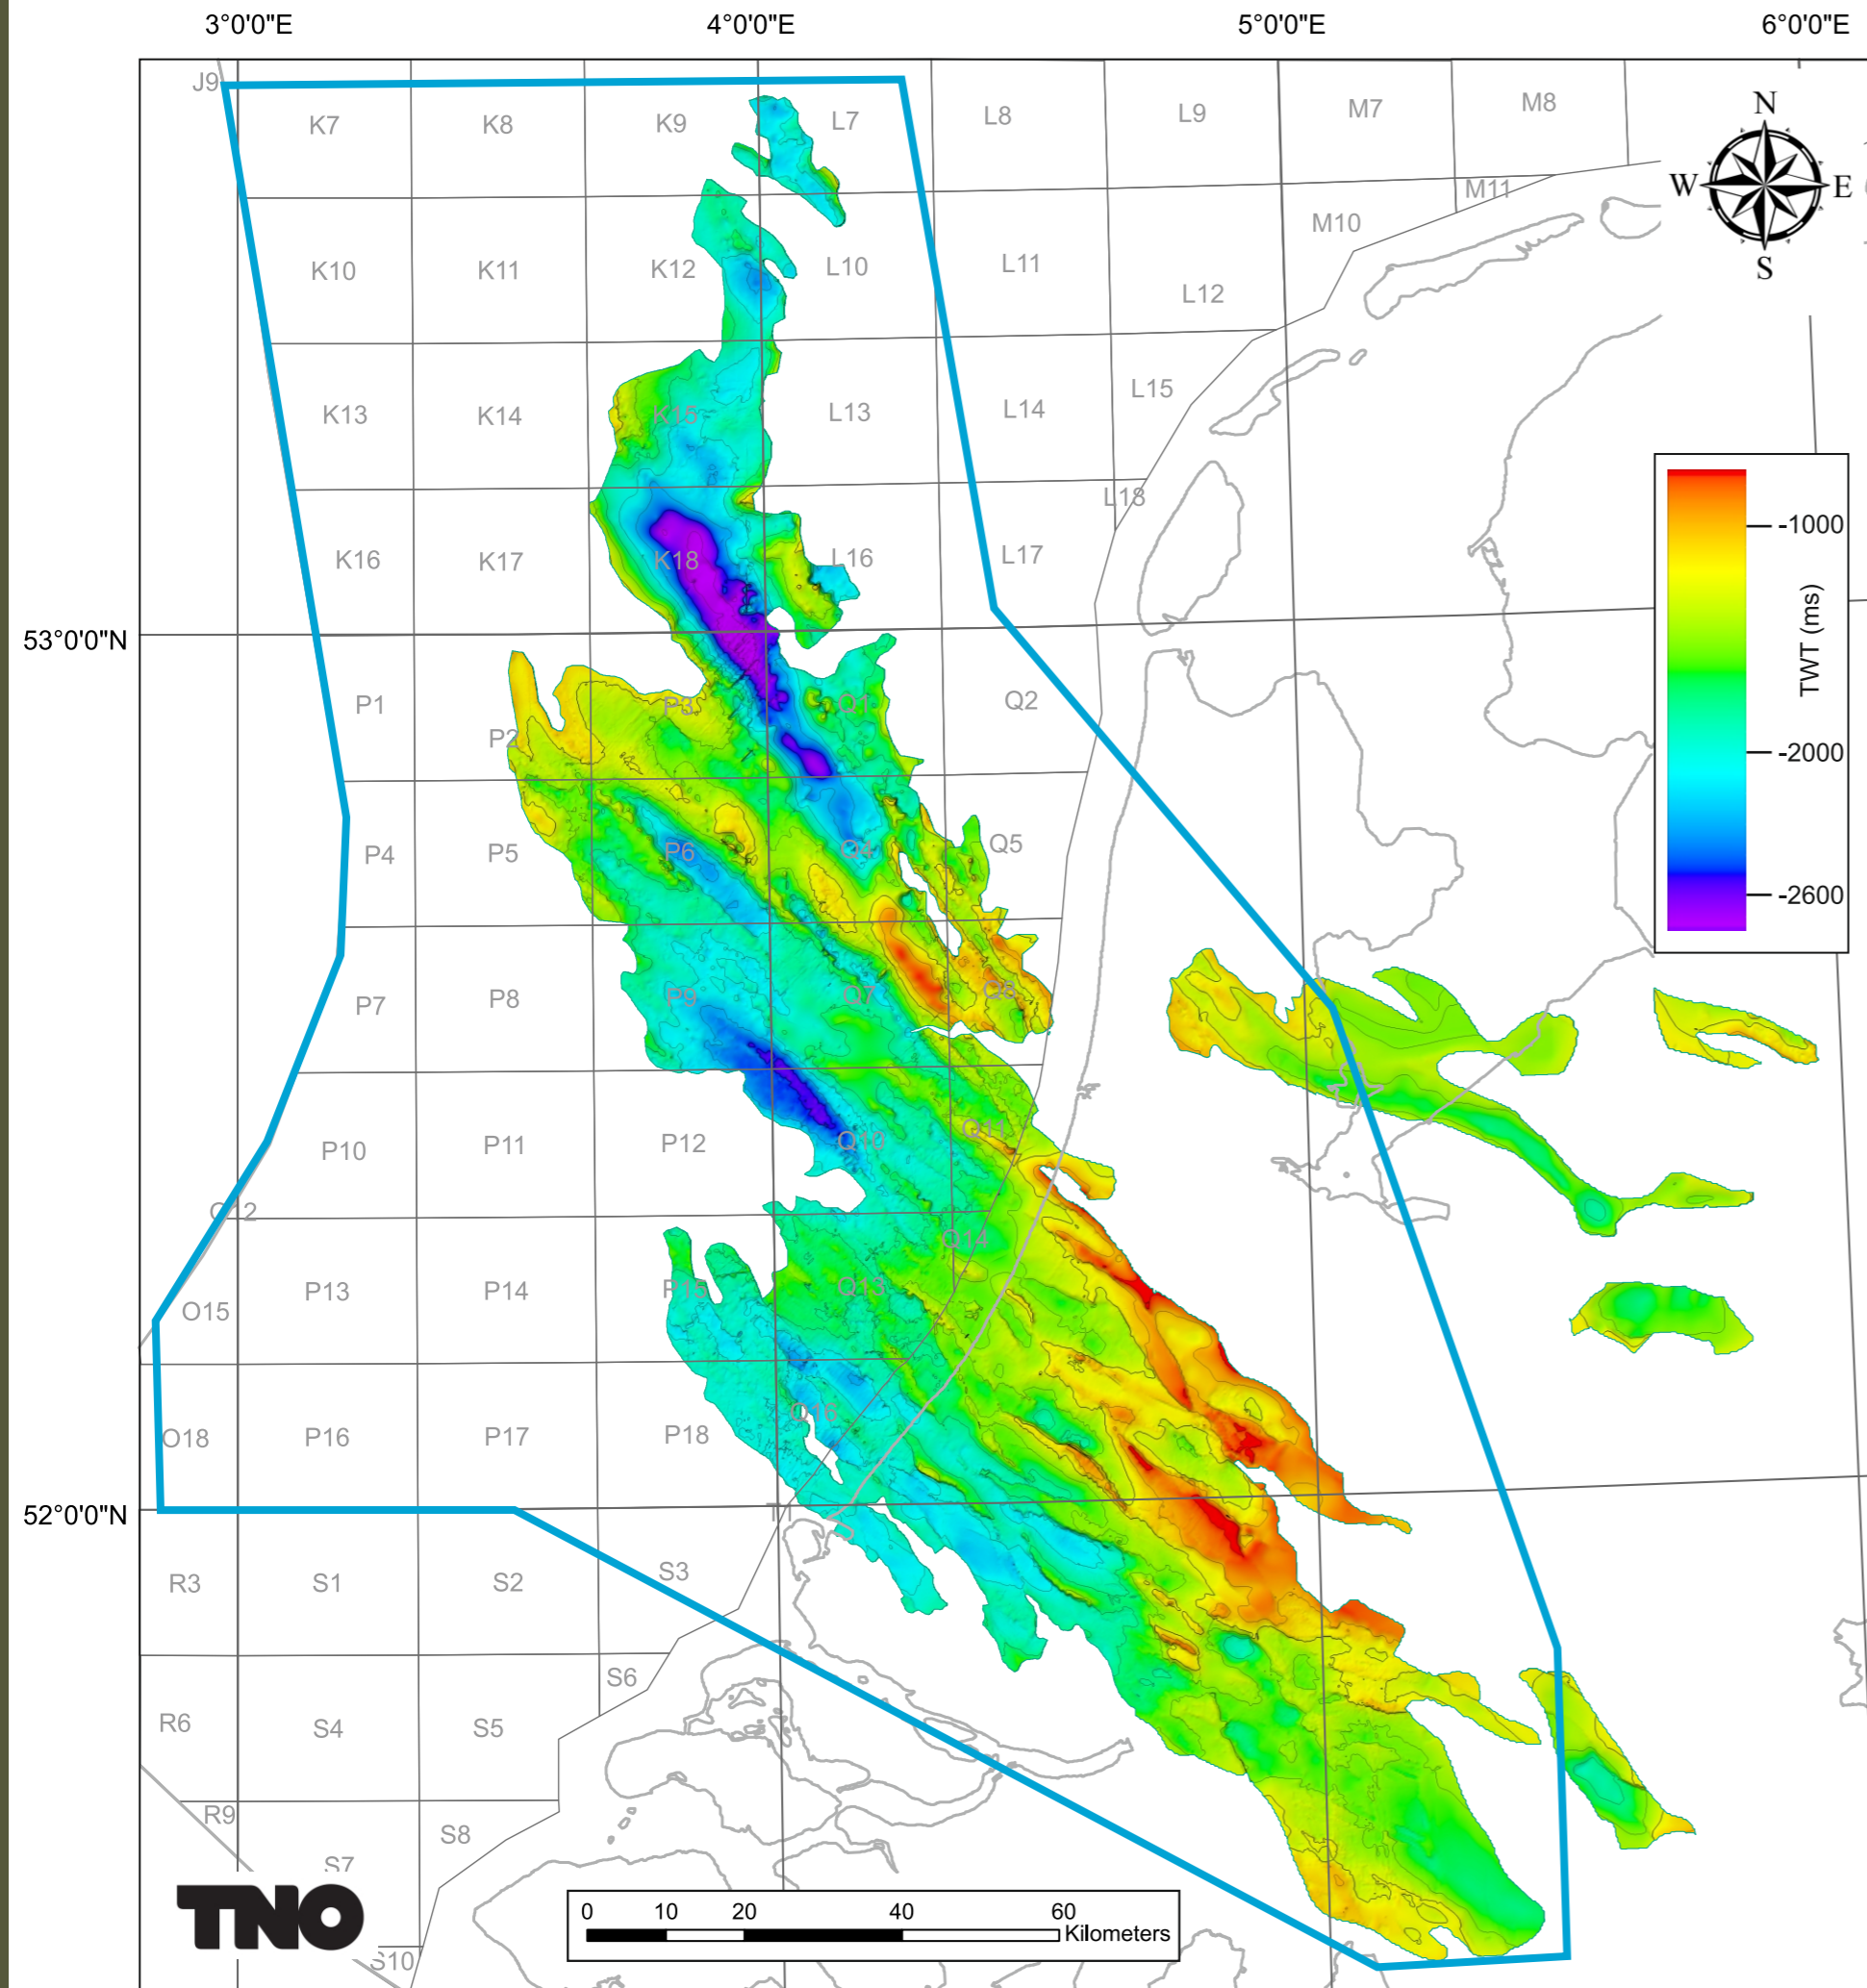 3°0'0"E 4°0'0"E 5°0'0"E 6°0'0"E
J9
K7 K8 K9 L7 L8 L9 M7 M8
N
W E
S
M11
M10
K10 K11 K12 L10 L11
L12
K13 K14 K15 L13 L14 L15
L18
K16 K17 K18 L16 L17
-1000
-2000
-2600
TWT (ms)
53°0'0"N
P1 P2 P3 Q1 Q2
P4 P5 P6 Q4 Q5
P7 P8 P9 Q7 Q8
P10 P11 P12 Q10 Q11
O12
Q14
O15 P13 P14 P15 Q13
O18 P16 P17 P18 Q16
52°0'0"N
T1
R3 S1 S2 S3
S6
R6 S4 S5
R9 S8
S7
TNO
S10
0 10 20 40 60
Kilometers